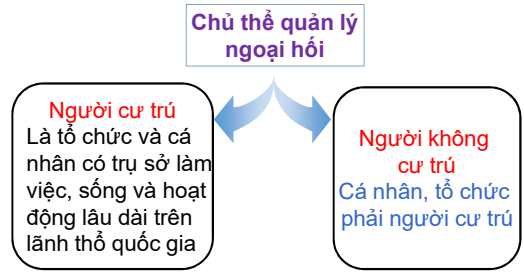 Chủ thể quản lý
ngoại hối
Người cư trú
Là tổ chức và cá
nhân có trụ sở làm
việc, sống và hoạt
động lâu dài trên
lãnh thổ quốc gia
Người không
cư trú
Cá nhân, tổ chức
phải người cư trú